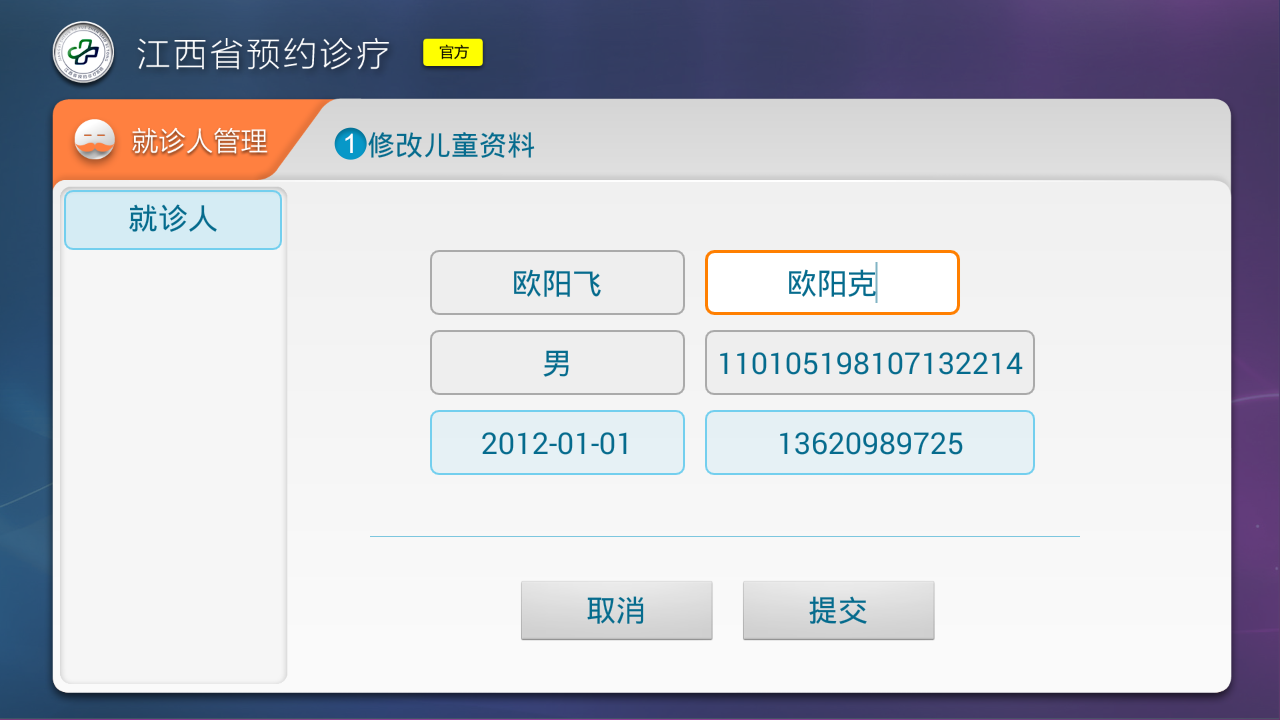 江西省预约诊疗 官方
就诊人管理
1 修改儿童资料
就诊人
欧阳飞 欧阳克
男 110105198107132214
2012-01-01 13620989725
取消 提交